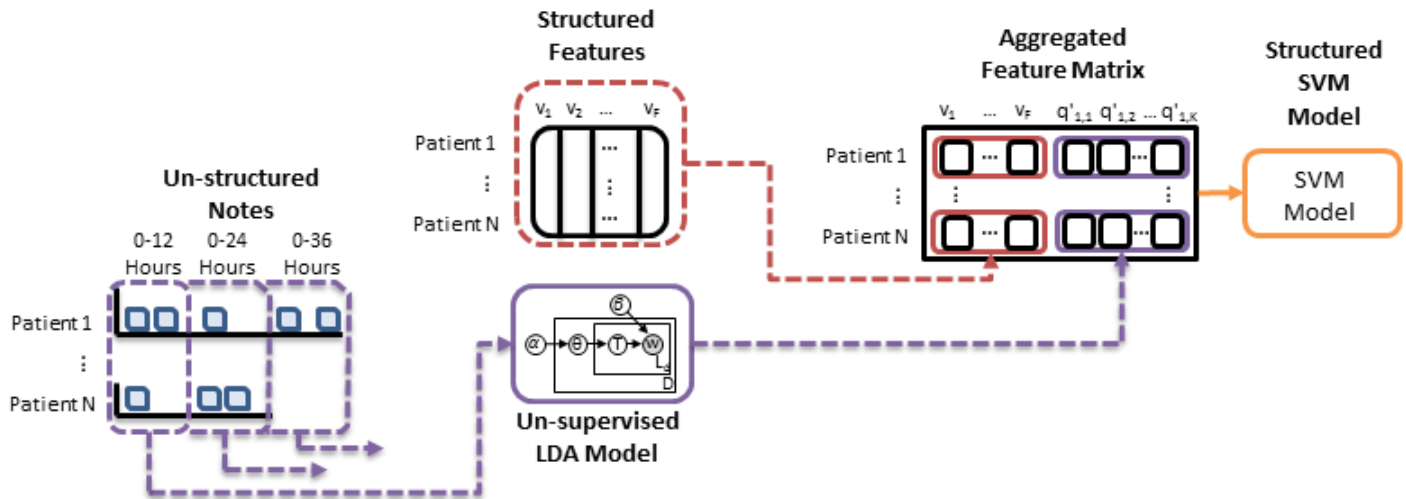 Structured
Features
v1 v2 ... vF
Patient 1
...
⋮
⋮
Patient N
...
Aggregated
Feature Matrix
v1 ... vF q'1,1 q'1,2 ... q'1,K
Patient 1
... ...
⋮ ⋮ ⋮
Patient N
... ...
Structured
SVM
Model
SVM
Model
Un-structured
Notes
0-12 0-24 0-36
Hours Hours Hours
Patient 1
⋮
Patient N
β
α θ T W
D
Un-supervised
LDA Model